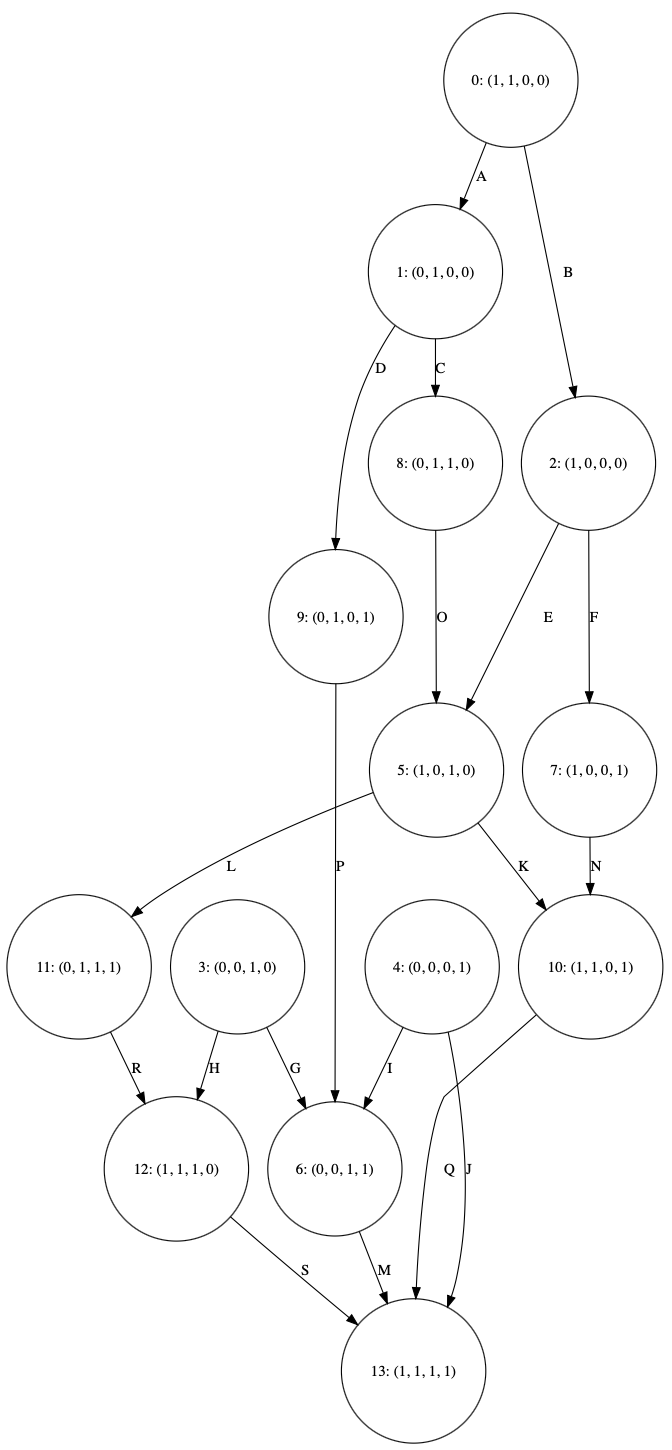 0: (1, 1, 0, 0)
A
1: (0, 1, 0, 0)
B
D
C
8: (0, 1, 1, 0)
2: (1, 0, 0, 0)
9: (0, 1, 0, 1)
O
E
F
5: (1, 0, 1, 0)
7: (1, 0, 0, 1)
L
P
K
N
11: (0, 1, 1, 1)
3: (0, 0, 1, 0)
4: (0, 0, 0, 1)
10: (1, 1, 0, 1)
R
H
G
I
12: (1, 1, 1, 0)
6: (0, 0, 1, 1)
Q
J
S
M
13: (1, 1, 1, 1)